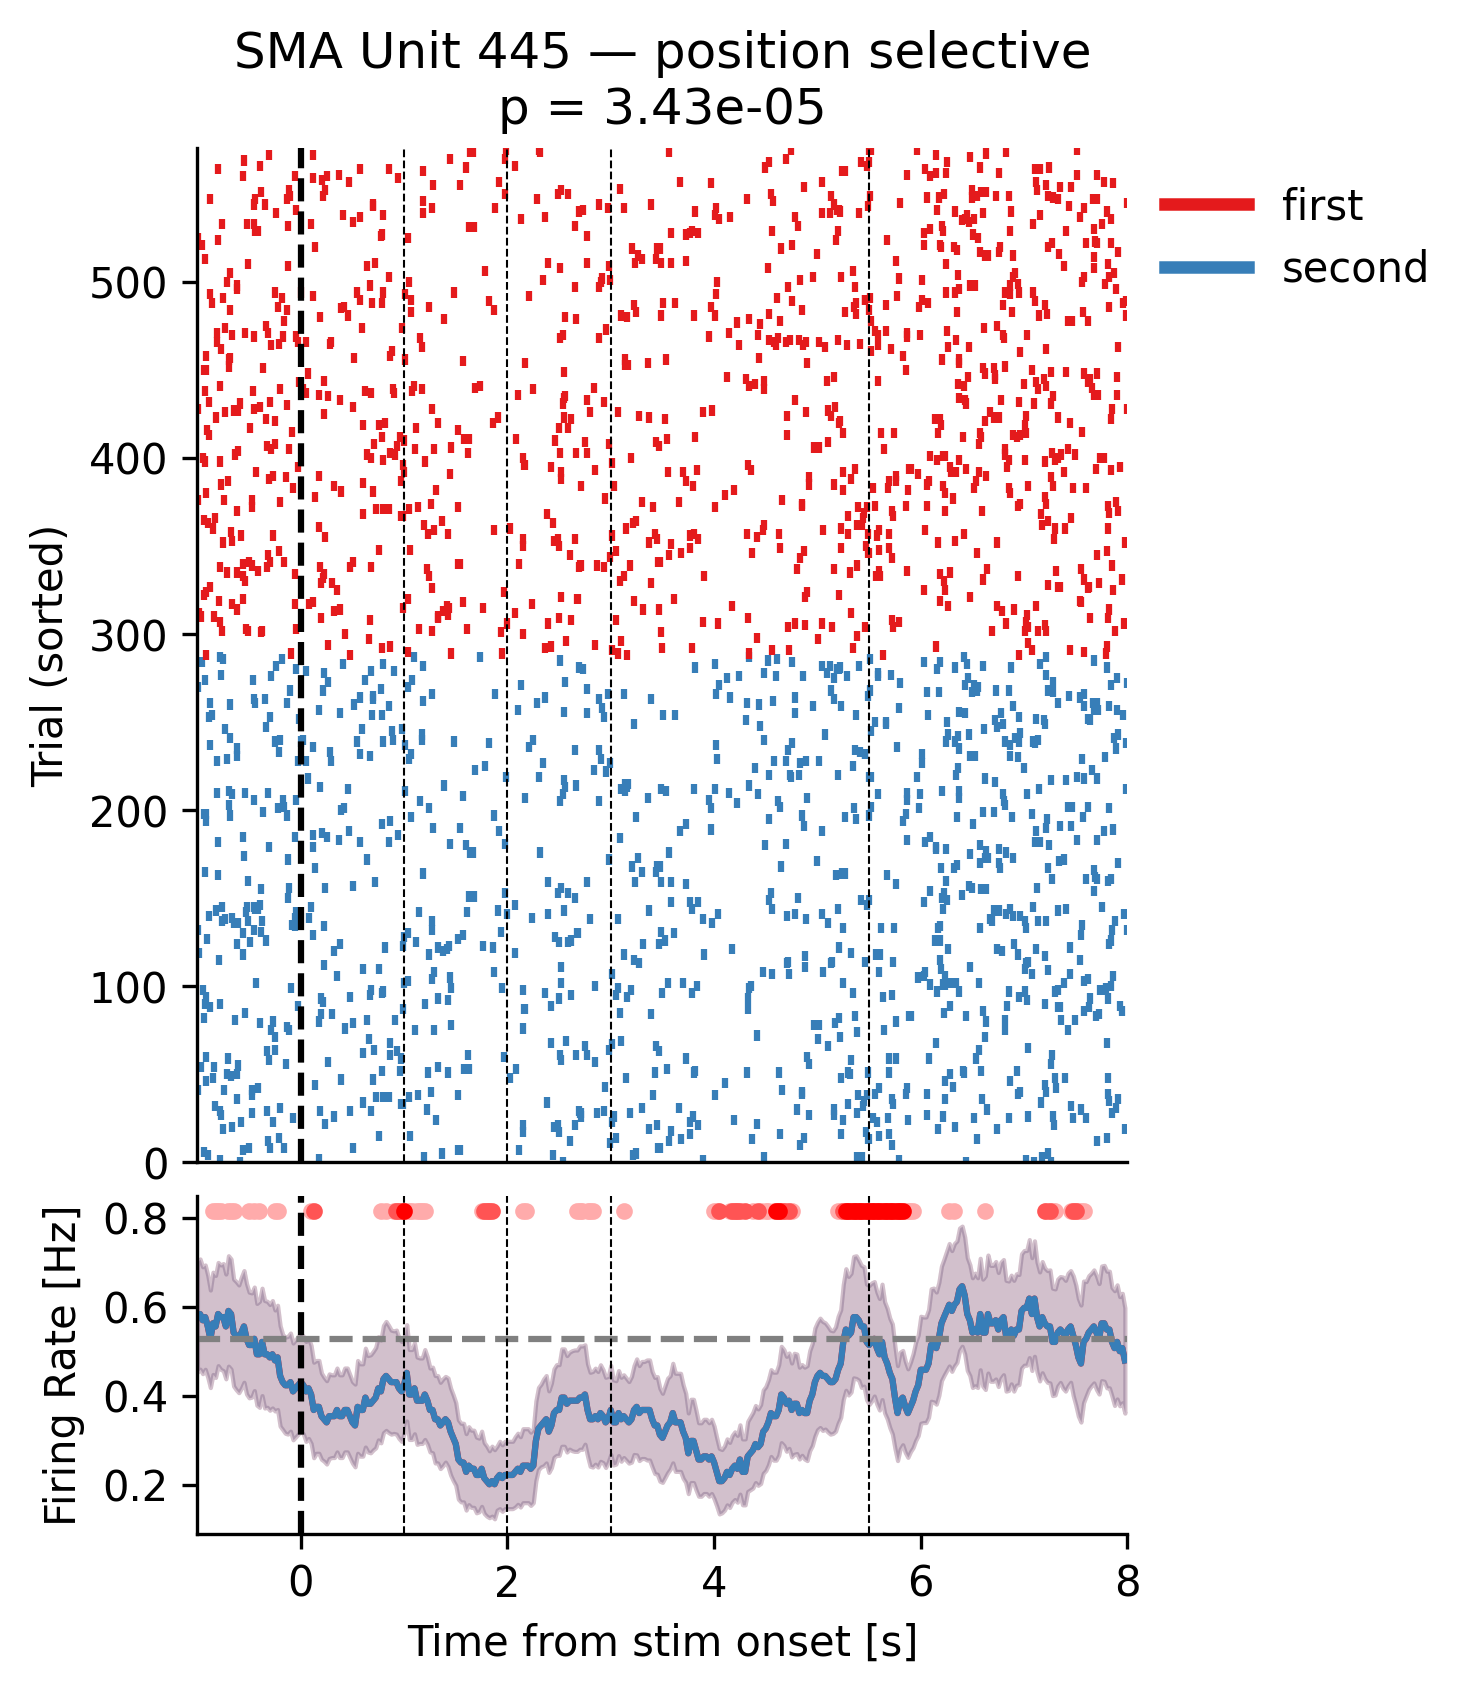 SMA Unit 445 — position selective
p = 3.43e-05
first
second
Trial (sorted)
500
400
300
200
100
0
Firing Rate [Hz]
0.8
0.6
0.4
0.2
0 2 4 6 8
Time from stim onset [s]